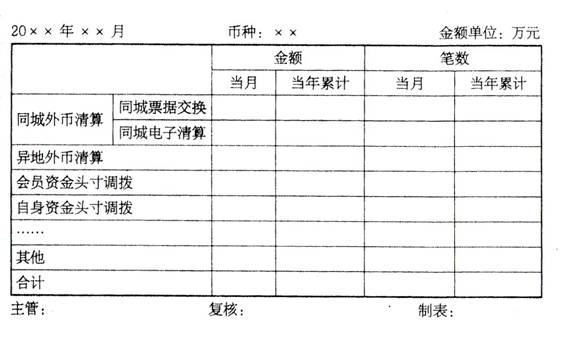 20×× 年 ×× 月 币种：×× 金额单位：万元
金额 笔数
当月 当年累计 当月 当年累计
同城外币清算 同城票据交换
同城电子清算
异地外币清算
会员资金头寸调拨
自身资金头寸调拨
……
其他
合计
主管： 复核： 制表：